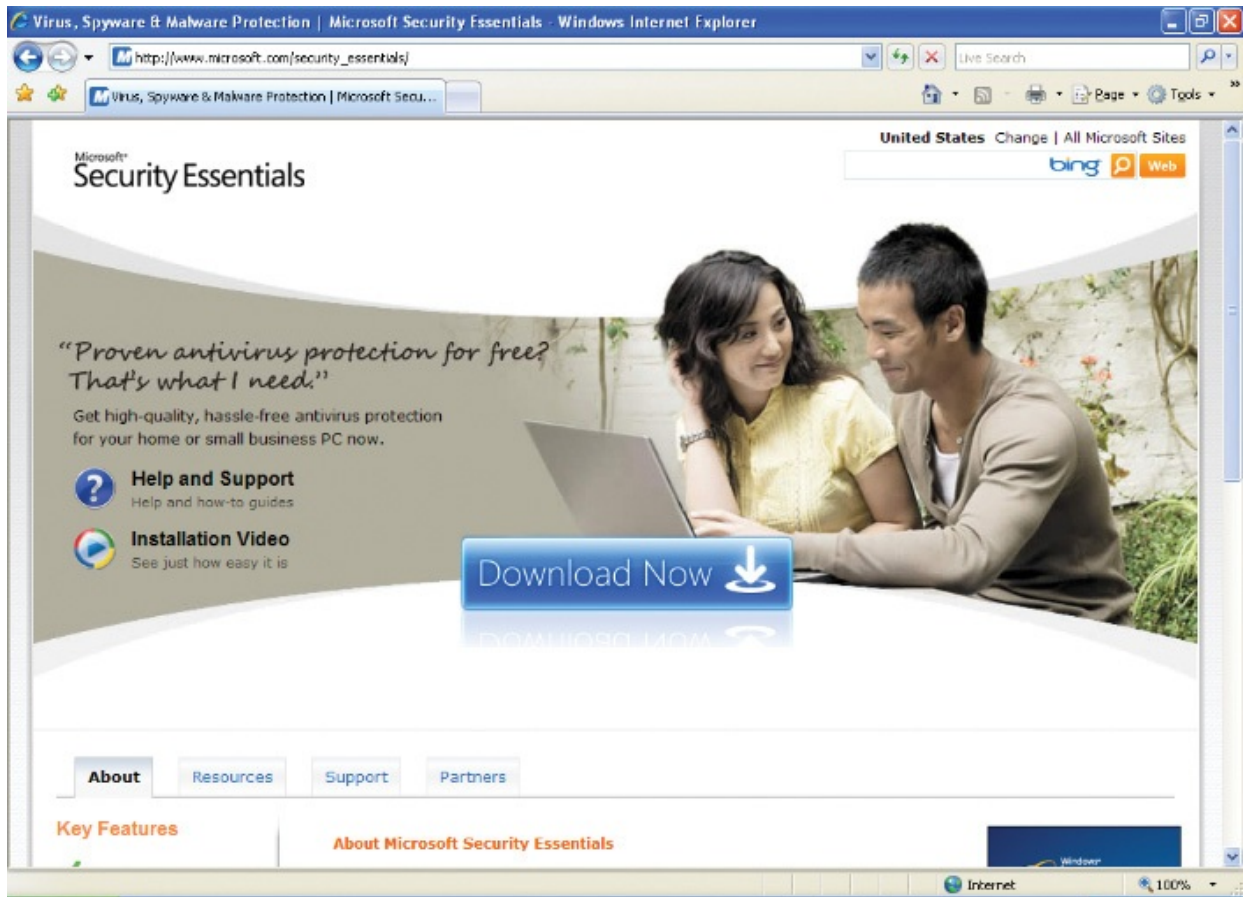 Virus, Spyware & Malware Protection | Microsoft Security Essentials - Windows Internet Explorer
http://www.microsoft.com/security_essentials/
Live Search
Virus, Spyware & Malware Protection | Microsoft Secu...
Page
Tools
United States Change | All Microsoft Sites
Microsoft®
Security Essentials
bing
Web
“Proven antivirus protection for free?
That's what I need.”
Get high-quality, hassle-free antivirus protection
for your home or small business PC now.
Help and Support
Help and how-to guides
Installation Video
See just how easy it is
Download Now
About Resources Support Partners
Key Features
About Microsoft Security Essentials
Windows®
Internet
100%